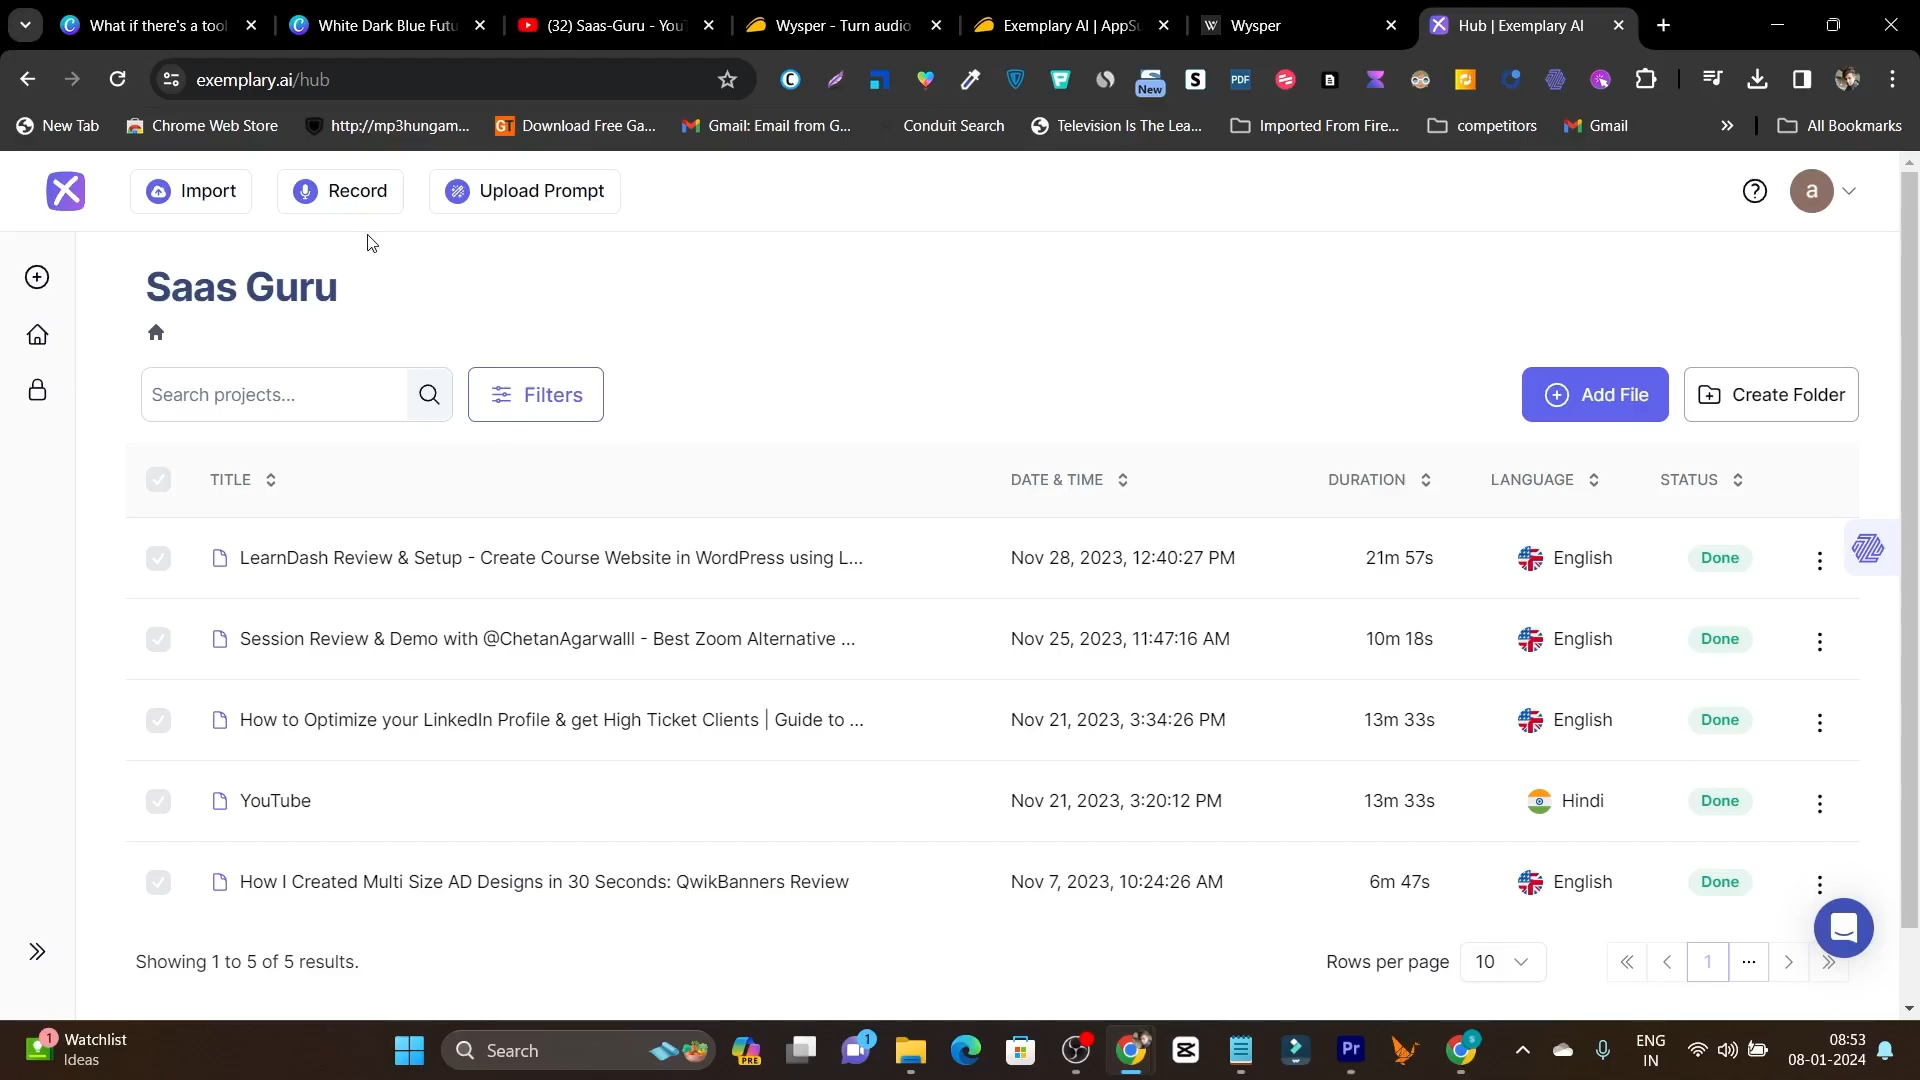 What if there's a tool
White Dark Blue Futu
(32) Saas-Guru - You
Wysper - Turn audio
Exemplary AI | AppSu
Wysper
Hub | Exemplary AI
exemplary.ai/hub
New
PDF
New Tab
Chrome Web Store
http://mp3hungam...
Download Free Ga...
Gmail: Email from G...
Conduit Search
Television Is The Lea...
Imported From Fire...
competitors
Gmail
All Bookmarks
Import
Record
Upload Prompt
a
Saas Guru
Search projects...
Filters
Add File
Create Folder
TITLE
DATE & TIME
DURATION
LANGUAGE
STATUS
LearnDash Review & Setup - Create Course Website in WordPress using L...
Nov 28, 2023, 12:40:27 PM
21m 57s
English
Done
Session Review & Demo with @ChetanAgarwalll - Best Zoom Alternative ...
Nov 25, 2023, 11:47:16 AM
10m 18s
English
Done
How to Optimize your LinkedIn Profile & get High Ticket Clients | Guide to ...
Nov 21, 2023, 3:34:26 PM
13m 33s
English
Done
YouTube
Nov 21, 2023, 3:20:12 PM
13m 33s
Hindi
Done
How I Created Multi Size AD Designs in 30 Seconds: QwikBanners Review
Nov 7, 2023, 10:24:26 AM
6m 47s
English
Done
Showing 1 to 5 of 5 results.
Rows per page
10
1
...
1
Watchlist
Ideas
Search
PRE
1
Pr
ENG
IN
08:53
08-01-2024